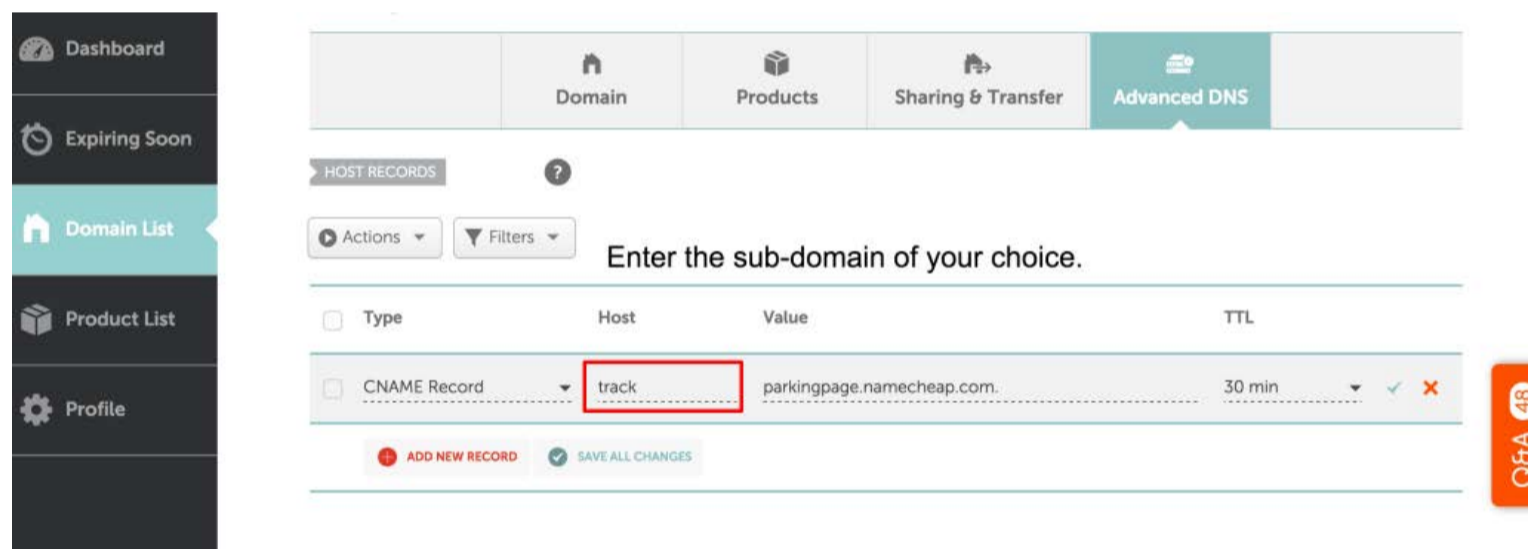 Dashboard
Expiring Soon
Domain List
Product List
Profile
Domain
Products
Sharing & Transfer
Advanced DNS
HOST RECORDS
?
Actions
Filters
Enter the sub-domain of your choice.
Type Host Value TTL
CNAME Record track parkingpage.namecheap.com. 30 min
ADD NEW RECORD SAVE ALL CHANGES
Q&A 48